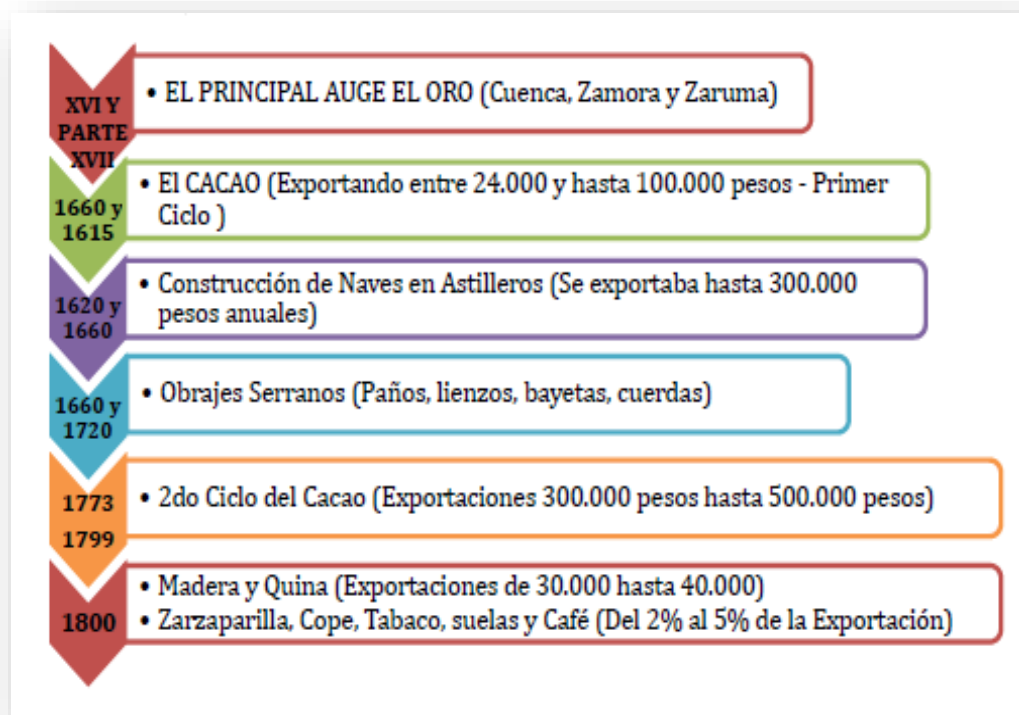 XVI Y
PARTE
XVII
• EL PRINCIPAL AUGE EL ORO (Cuenca, Zamora y Zaruma)
1660 y
1615
• El CACAO (Exportando entre 24.000 y hasta 100.000 pesos - Primer
Ciclo )
1620 y
1660
• Construcción de Naves en Astilleros (Se exportaba hasta 300.000
pesos anuales)
1660 y
1720
• Obrajes Serranos (Paños, lienzos, bayetas, cuerdas)
1773
1799
• 2do Ciclo del Cacao (Exportaciones 300.000 pesos hasta 500.000 pesos)
1800
• Madera y Quina (Exportaciones de 30.000 hasta 40.000)
• Zarzaparilla, Cope, Tabaco, suelas y Café (Del 2% al 5% de la Exportación)